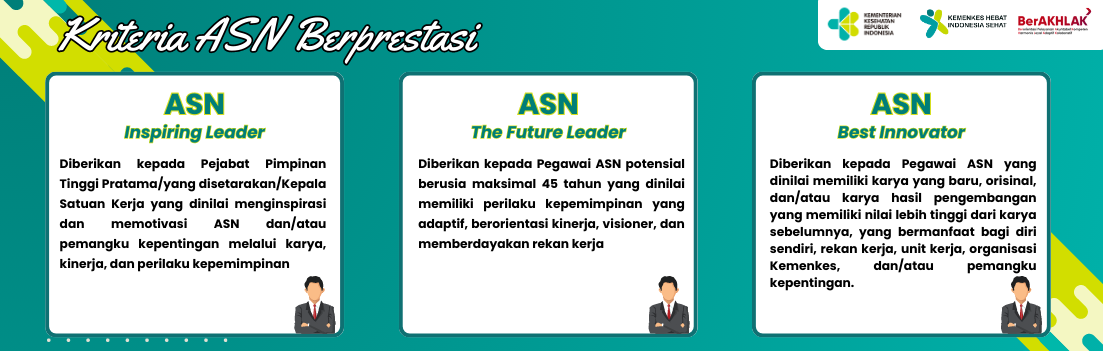 Kriteria ASN Berprestasi
KEMENTERIAN
KESEHATAN
REPUBLIK
INDONESIA
KEMENKES HEBAT
INDONESIA SEHAT
BerAKHLAK
ASN
Inspiring Leader
Diberikan kepada Pejabat Pimpinan
Tinggi Pratama/yang disetarakan/Kepala
Satuan Kerja yang dinilai menginspirasi
dan memotivasi ASN dan/atau
pemangku kepentingan melalui karya,
kinerja, dan perilaku kepemimpinan
ASN
The Future Leader
Diberikan kepada Pegawai ASN potensial
berusia maksimal 45 tahun yang dinilai
memiliki perilaku kepemimpinan yang
adaptif, berorientasi kinerja, visioner, dan
memberdayakan rekan kerja
ASN
Best Innovator
Diberikan kepada Pegawai ASN yang
dinilai memiliki karya yang baru, orisinal,
dan/atau karya hasil pengembangan
yang memiliki nilai lebih tinggi dari karya
sebelumnya, yang bermanfaat bagi diri
sendiri, rekan kerja, unit kerja, organisasi
Kemenkes, dan/atau pemangku
kepentingan.